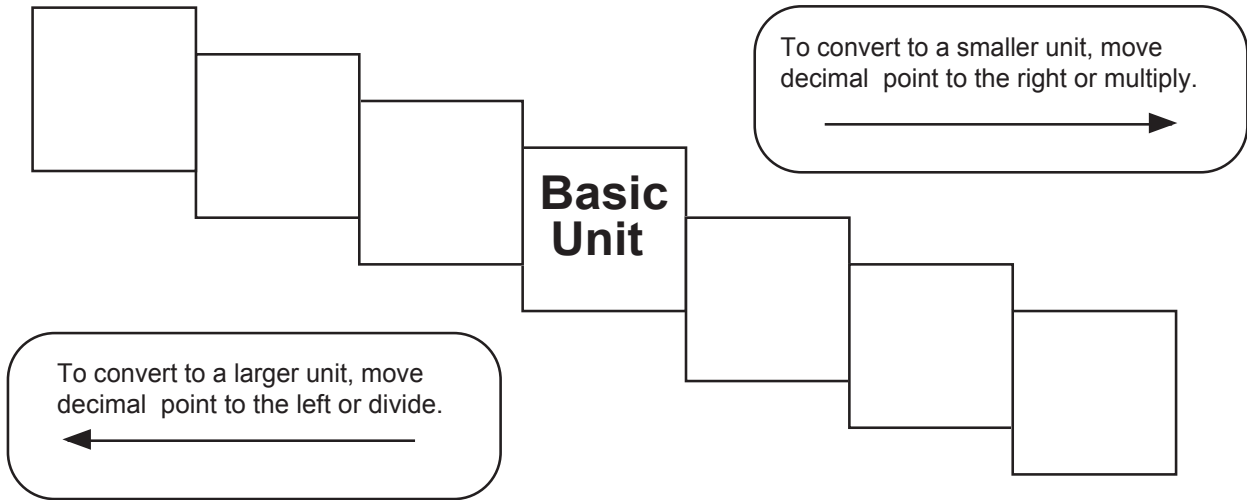 To convert to a smaller unit, move
decimal  point to the right or multiply.
Basic
Unit
To convert to a larger unit, move
decimal  point to the left or divide.